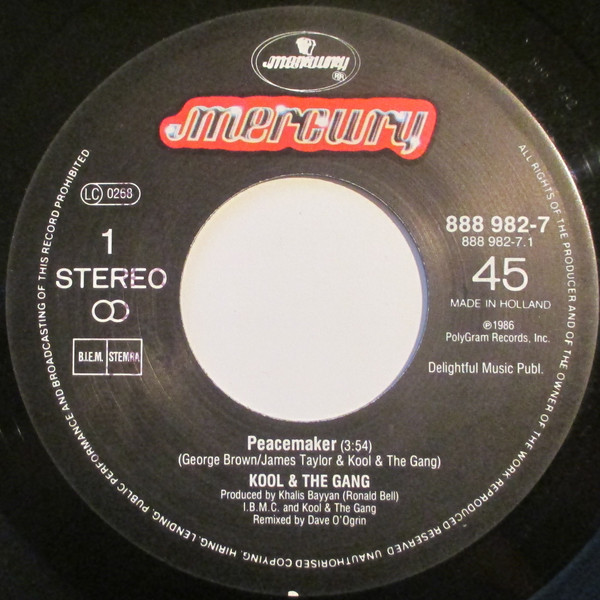 mercury
mercury
LC 0268
1
STEREO
B.I.E.M. STEMRA
888 982-7
888 982-7.1
45
MADE IN HOLLAND
℗1986
PolyGram Records, Inc.
Delightful Music Publ.
Peacemaker (3:54)
(George Brown/James Taylor & Kool & The Gang)
KOOL & THE GANG
Produced by Khalis Bayyan (Ronald Bell)
I.B.M.C. and Kool & The Gang
Remixed by Dave O'Ogrin
ALL RIGHTS OF THE PRODUCER AND OF THE OWNER OF THE WORK REPRODUCED RESERVED. UNAUTHORISED COPYING, HIRING, LENDING, PUBLIC PERFORMANCE AND BROADCASTING OF THIS RECORD PROHIBITED